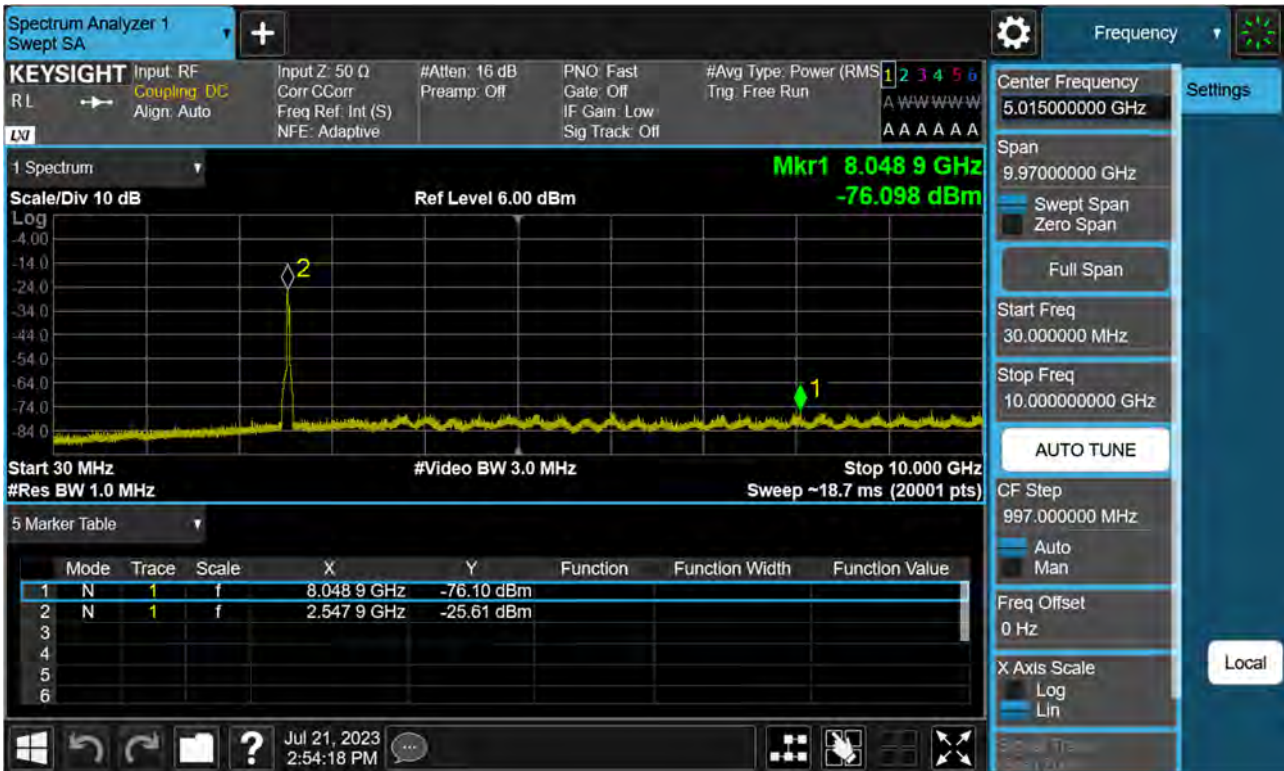 Spectrum Analyzer 1
Swept SA
+
Frequency
KEYSIGHT
R L
LXI
Input: RF
Coupling: DC
Align: Auto
Input Z: 50 Ω
Corr CCorr
Freq Ref: Int (S)
NFE: Adaptive
#Atten: 16 dB
Preamp: Off
PNO: Fast
Gate: Off
IF Gain: Low
Sig Track: Off
#Avg Type: Power (RMS
Trig: Free Run
1 2 3 4 5 6
A W W W W W
A A A A A A
1 Spectrum
Mkr1 8.048 9 GHz
Scale/Div 10 dB
Ref Level 6.00 dBm
-76.098 dBm
Log
-4.00
-14.0
-24.0
-34.0
-44.0
-54.0
-64.0
-74.0
-84.0
2
1
Start 30 MHz
#Video BW 3.0 MHz
Stop 10.000 GHz
#Res BW 1.0 MHz
Sweep ~18.7 ms (20001 pts)
5 Marker Table
Mode Trace Scale X Y Function Function Width Function Value
1 N 1 f 8.048 9 GHz -76.10 dBm
2 N 1 f 2.547 9 GHz -25.61 dBm
3
4
5
6
?
Jul 21, 2023
2:54:18 PM
Center Frequency
5.015000000 GHz
Span
9.97000000 GHz
Swept Span
Zero Span
Full Span
Start Freq
30.000000 MHz
Stop Freq
10.000000000 GHz
AUTO TUNE
CF Step
997.000000 MHz
Auto
Man
Freq Offset
0 Hz
X Axis Scale
Log
Lin
Settings
Local